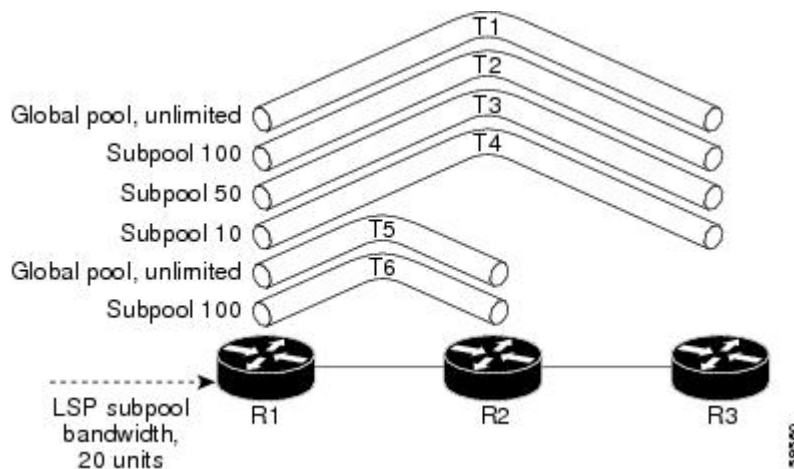 T1
T2
T3
T4
Global pool, unlimited
Subpool 100
Subpool 50
Subpool 10
T5
Global pool, unlimited
T6
Subpool 100
LSP subpool
bandwidth,
20 units
R1
R2
R3